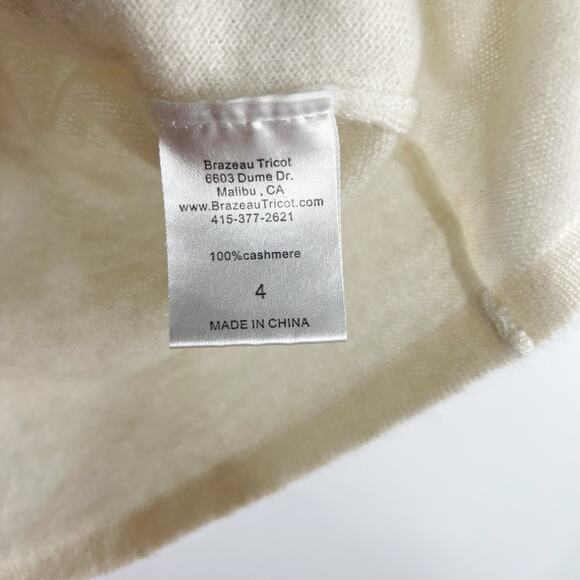 Brazeau Tricot
6603 Dume Dr.
Malibu , CA
www.BrazeauTricot.com
415-377-2621
100%cashmere
4
MADE IN CHINA